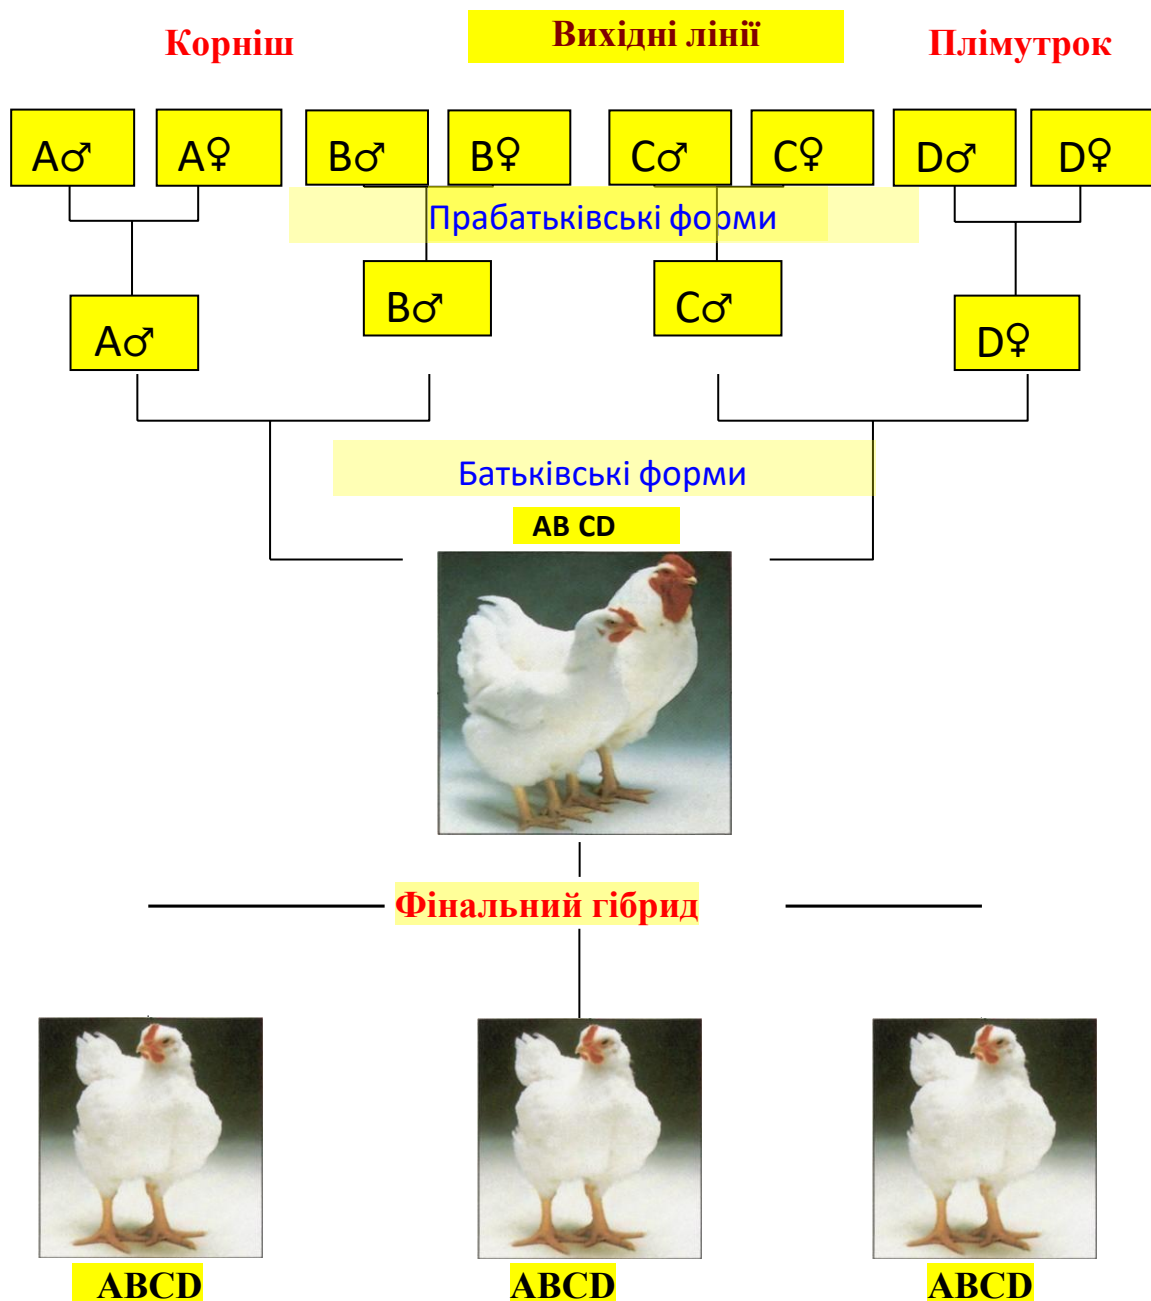 Корніш Вихідні лінії Плімутрок
A♂ A♀ B♂ B♀ C♂ C♀ D♂ D♀
Прабатьківські форми
A♂ B♂ C♂ D♀
Батьківські форми
AB CD
Фінальний гібрид
ABCD ABCD ABCD